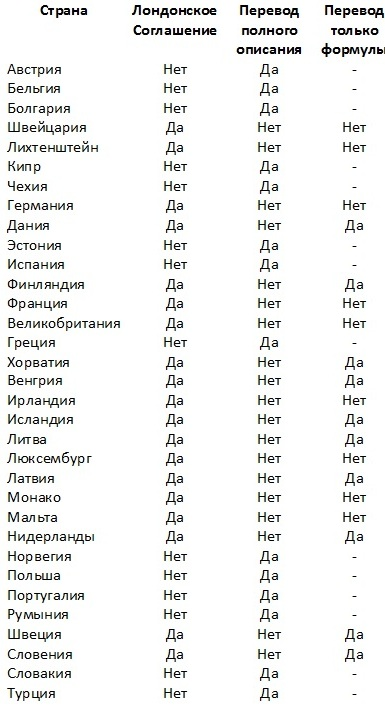 Страна Лондонское Соглашение Перевод полного описания Перевод только формулы
Австрия Нет Да -
Бельгия Нет Да -
Болгария Нет Да -
Швейцария Да Нет Нет
Лихтенштейн Да Нет Нет
Кипр Нет Да -
Чехия Нет Да -
Германия Да Нет Нет
Дания Да Нет Да
Эстония Нет Да -
Испания Нет Да -
Финляндия Да Нет Да
Франция Да Нет Нет
Великобритания Да Нет Нет
Греция Нет Да -
Хорватия Да Нет Да
Венгрия Да Нет Да
Ирландия Да Нет Нет
Исландия Да Нет Да
Литва Да Нет Да
Люксембург Да Нет Нет
Латвия Да Нет Да
Монако Да Нет Нет
Мальта Да Нет Нет
Нидерланды Да Нет Да
Норвегия Нет Да -
Польша Нет Да -
Португалия Нет Да -
Румыния Нет Да -
Швеция Да Нет Да
Словения Да Нет Да
Словакия Нет Да -
Турция Нет Да -